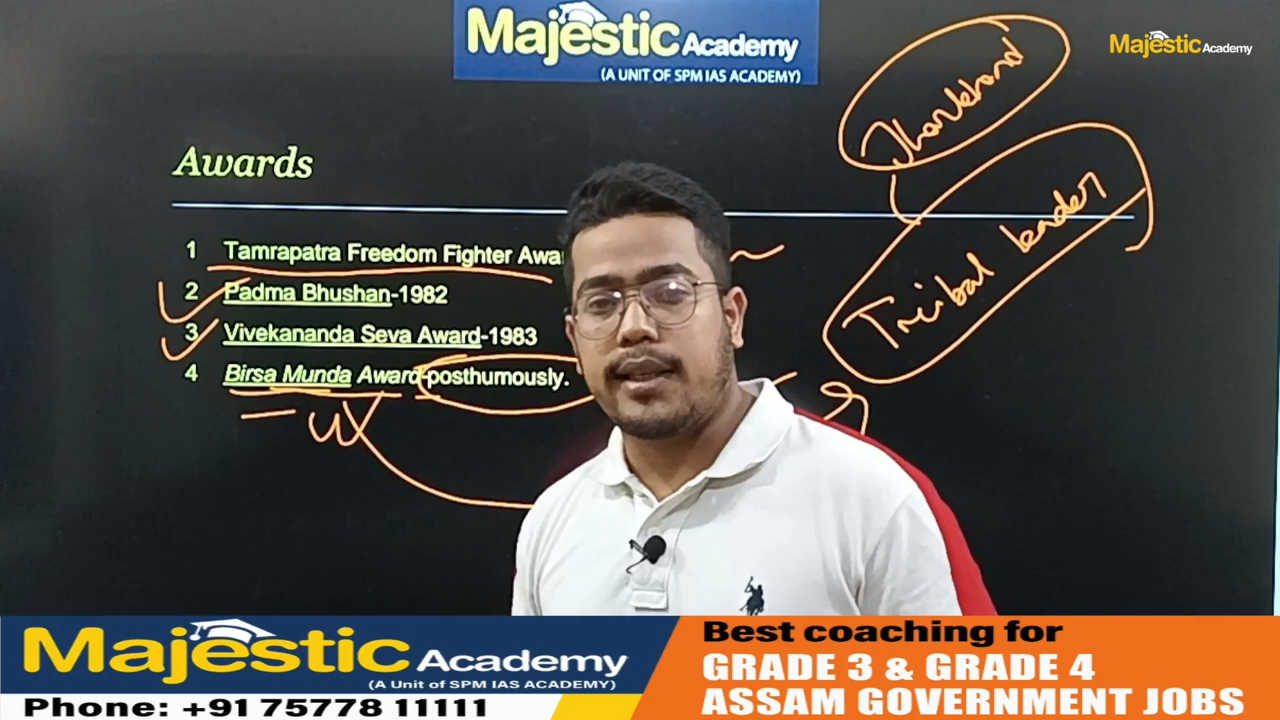 Majestic Academy
(A UNIT OF SPM IAS ACADEMY)
Majestic Academy
Jharkhand
Awards
Tribal leader
1 Tamrapatra Freedom Fighter Awa
2 Padma Bhushan-1982
3 Vivekananda Seva Award-1983
4 Birsa Munda Award-posthumously.
Majestic Academy
(A Unit of SPM IAS ACADEMY)
Phone: +91 75778 11111
Best coaching for
GRADE 3 & GRADE 4
ASSAM GOVERNMENT JOBS